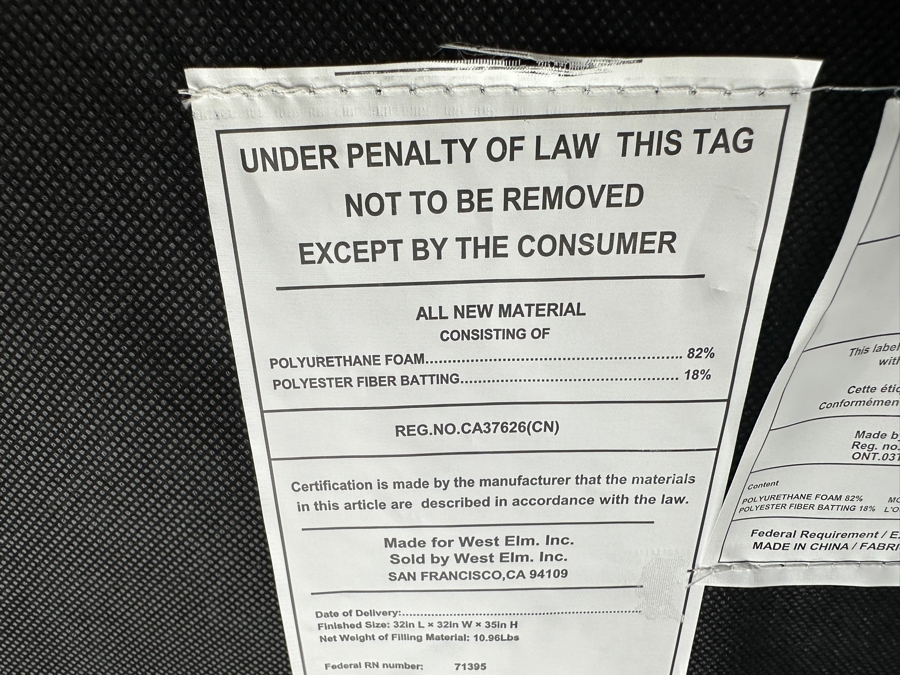 UNDER PENALTY OF LAW THIS TAG
NOT TO BE REMOVED
EXCEPT BY THE CONSUMER
ALL NEW MATERIAL
CONSISTING OF
POLYURETHANE FOAM........................................................ 82%
POLYESTER FIBER BATTING................................................ 18%
REG.NO.CA37626(CN)
Certification is made by the manufacturer that the materials
in this article are described in accordance with the law.
Made for West Elm. Inc.
Sold by West Elm. Inc.
SAN FRANCISCO,CA 94109
Date of Delivery:............................................................
Finished Size: 32in L × 32in W × 35in H
Net Weight of Filling Material: 10.96Lbs
Federal RN number: 71395
This label
Cette
Made
Reg. no.
Content
POLYURETHANE FOAM 82%
POLYESTER FIBER BATTING 18%
Federal Requirement /
MADE IN CHINA /